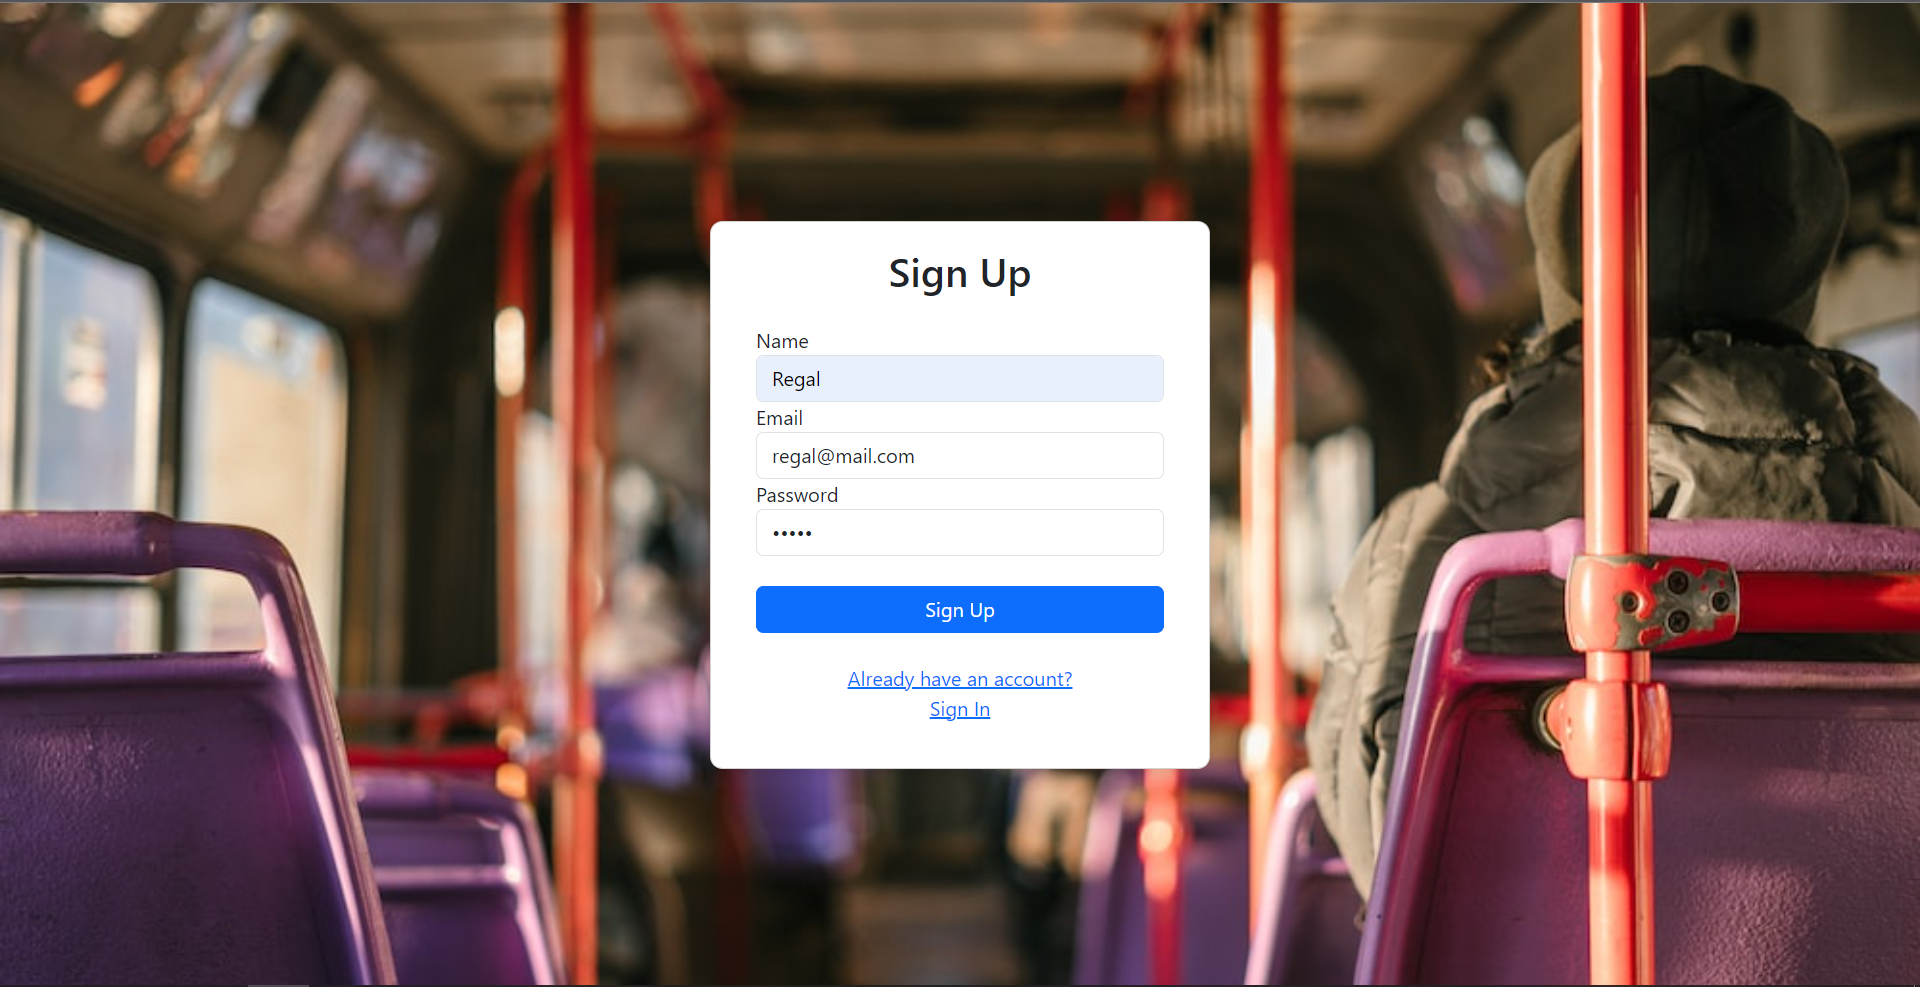 Sign Up
Name
Regal
Email
regal@mail.com
Password
•••••
Sign Up
Already have an account?
Sign In